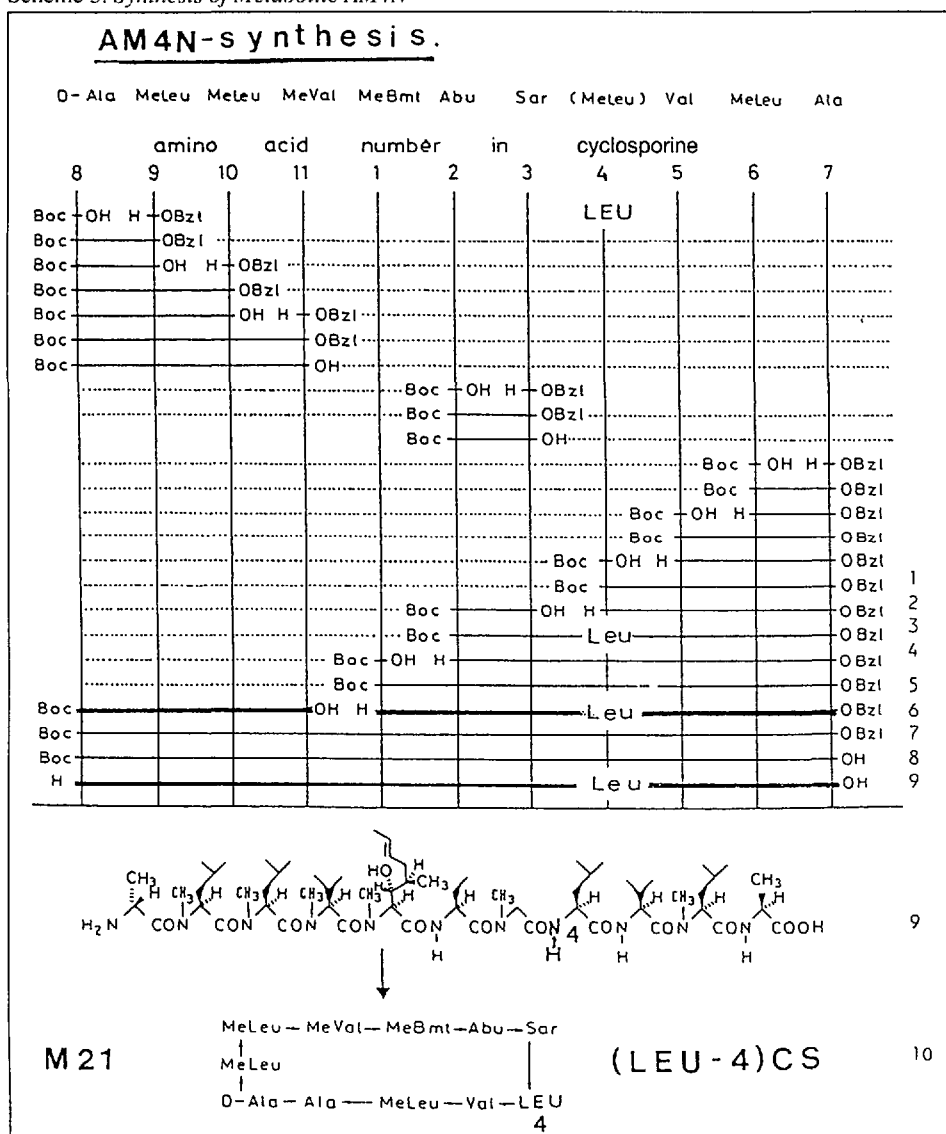 Scheme 3. Synthesis of Metabolite AM4N
AM4N-synthesis.
D-Ala MeLeu MeLeu MeVal MeBmt Abu Sar (MeLeu) Val MeLeu Ala
amino acid number in cyclosporine
8 9 10 11 1 2 3 4 5 6 7
Boc OH H OBzl LEU
Boc OBzl
Boc OH H OBzl
Boc OBzl
Boc OH H OBzl
Boc OBzl
Boc OH
Boc OH H OBzl
Boc OBzl
Boc OH
Boc OH H OBzl
Boc OBzl
Boc OH H OBzl
Boc OBzl
Boc OH H OBzl
Boc OBzl 1
Boc OH H OBzl 2
Boc Leu OBzl 3
Boc OH H OBzl 4
Boc OBzl 5
Boc OH H Leu OBzl 6
Boc OBzl 7
Boc OH 8
H Leu OH 9
HO H CH3
CH3 H CH3 H CH3 H CH3 H CH3 H H CH3 H H H CH3 H CH3 H
H2N CON CON CON CON CON CON CON 4 CON CON CON COOH 9
H H H H
MeLeu MeVal MeBmt Abu Sar
M21 MeLeu (LEU-4)CS 10
D-Ala Ala MeLeu Val LEU
4